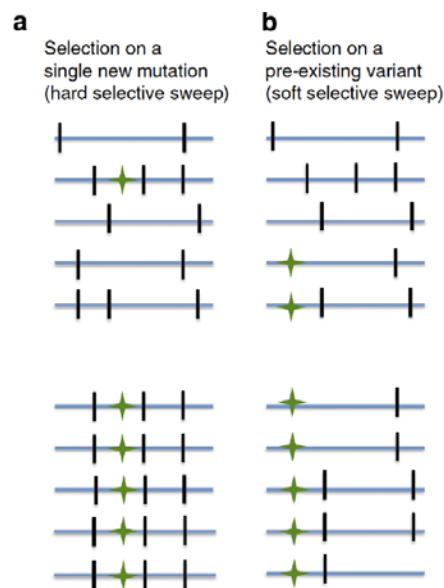 a
Selection on a
single new mutation
(hard selective sweep)
b
Selection on a
pre-existing variant
(soft selective sweep)